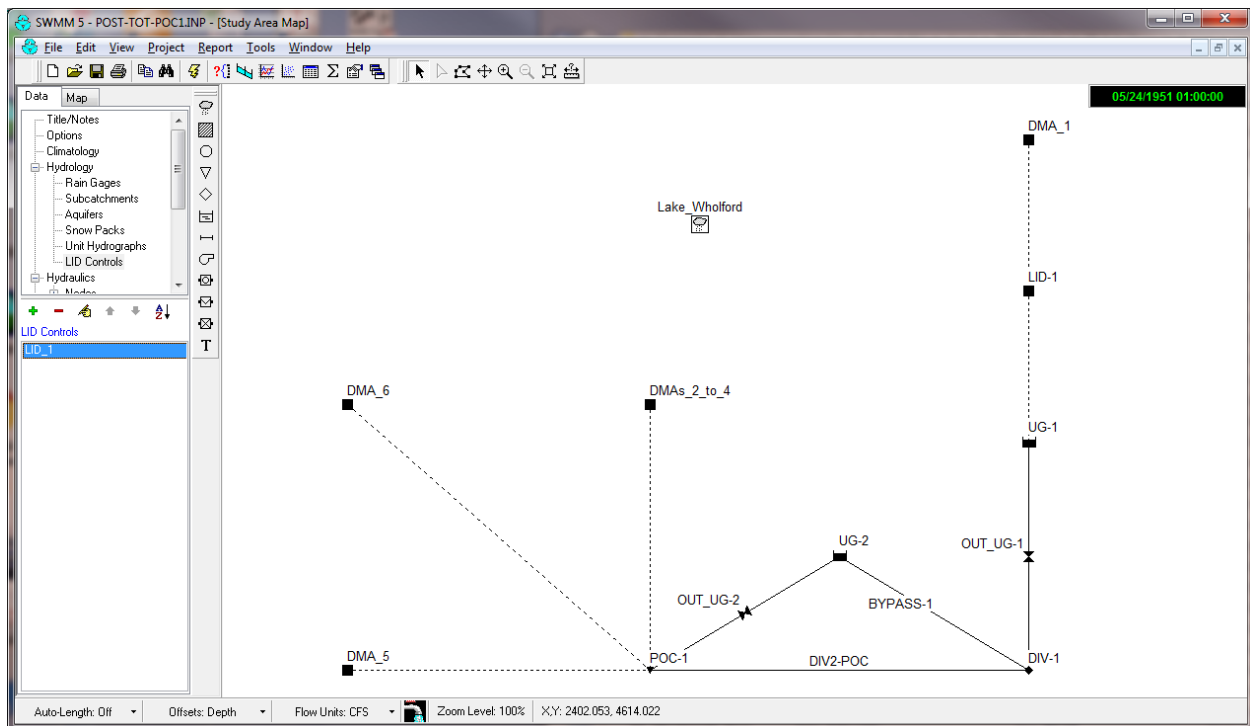 SWMM 5 - POST-TOT-POC1.INP - [Study Area Map]
File Edit View Project Report Tools Window Help
Data Map
05/24/1951 01:00:00
Title/Notes
Options
Climatology
Hydrology
Rain Gages
Subcatchments
Aquifers
Snow Packs
Unit Hydrographs
LID Controls
Hydraulics
Nodes
LID Controls
LID_1
T
DMA_1
Lake_Wholford
LID-1
DMA_6
DMAs_2_to_4
UG-1
UG-2
OUT_UG-1
OUT_UG-2
BYPASS-1
DMA_5
POC-1
DIV2-POC
DIV-1
Auto-Length: Off Offsets: Depth Flow Units: CFS Zoom Level: 100% X,Y: 2402.053, 4614.022